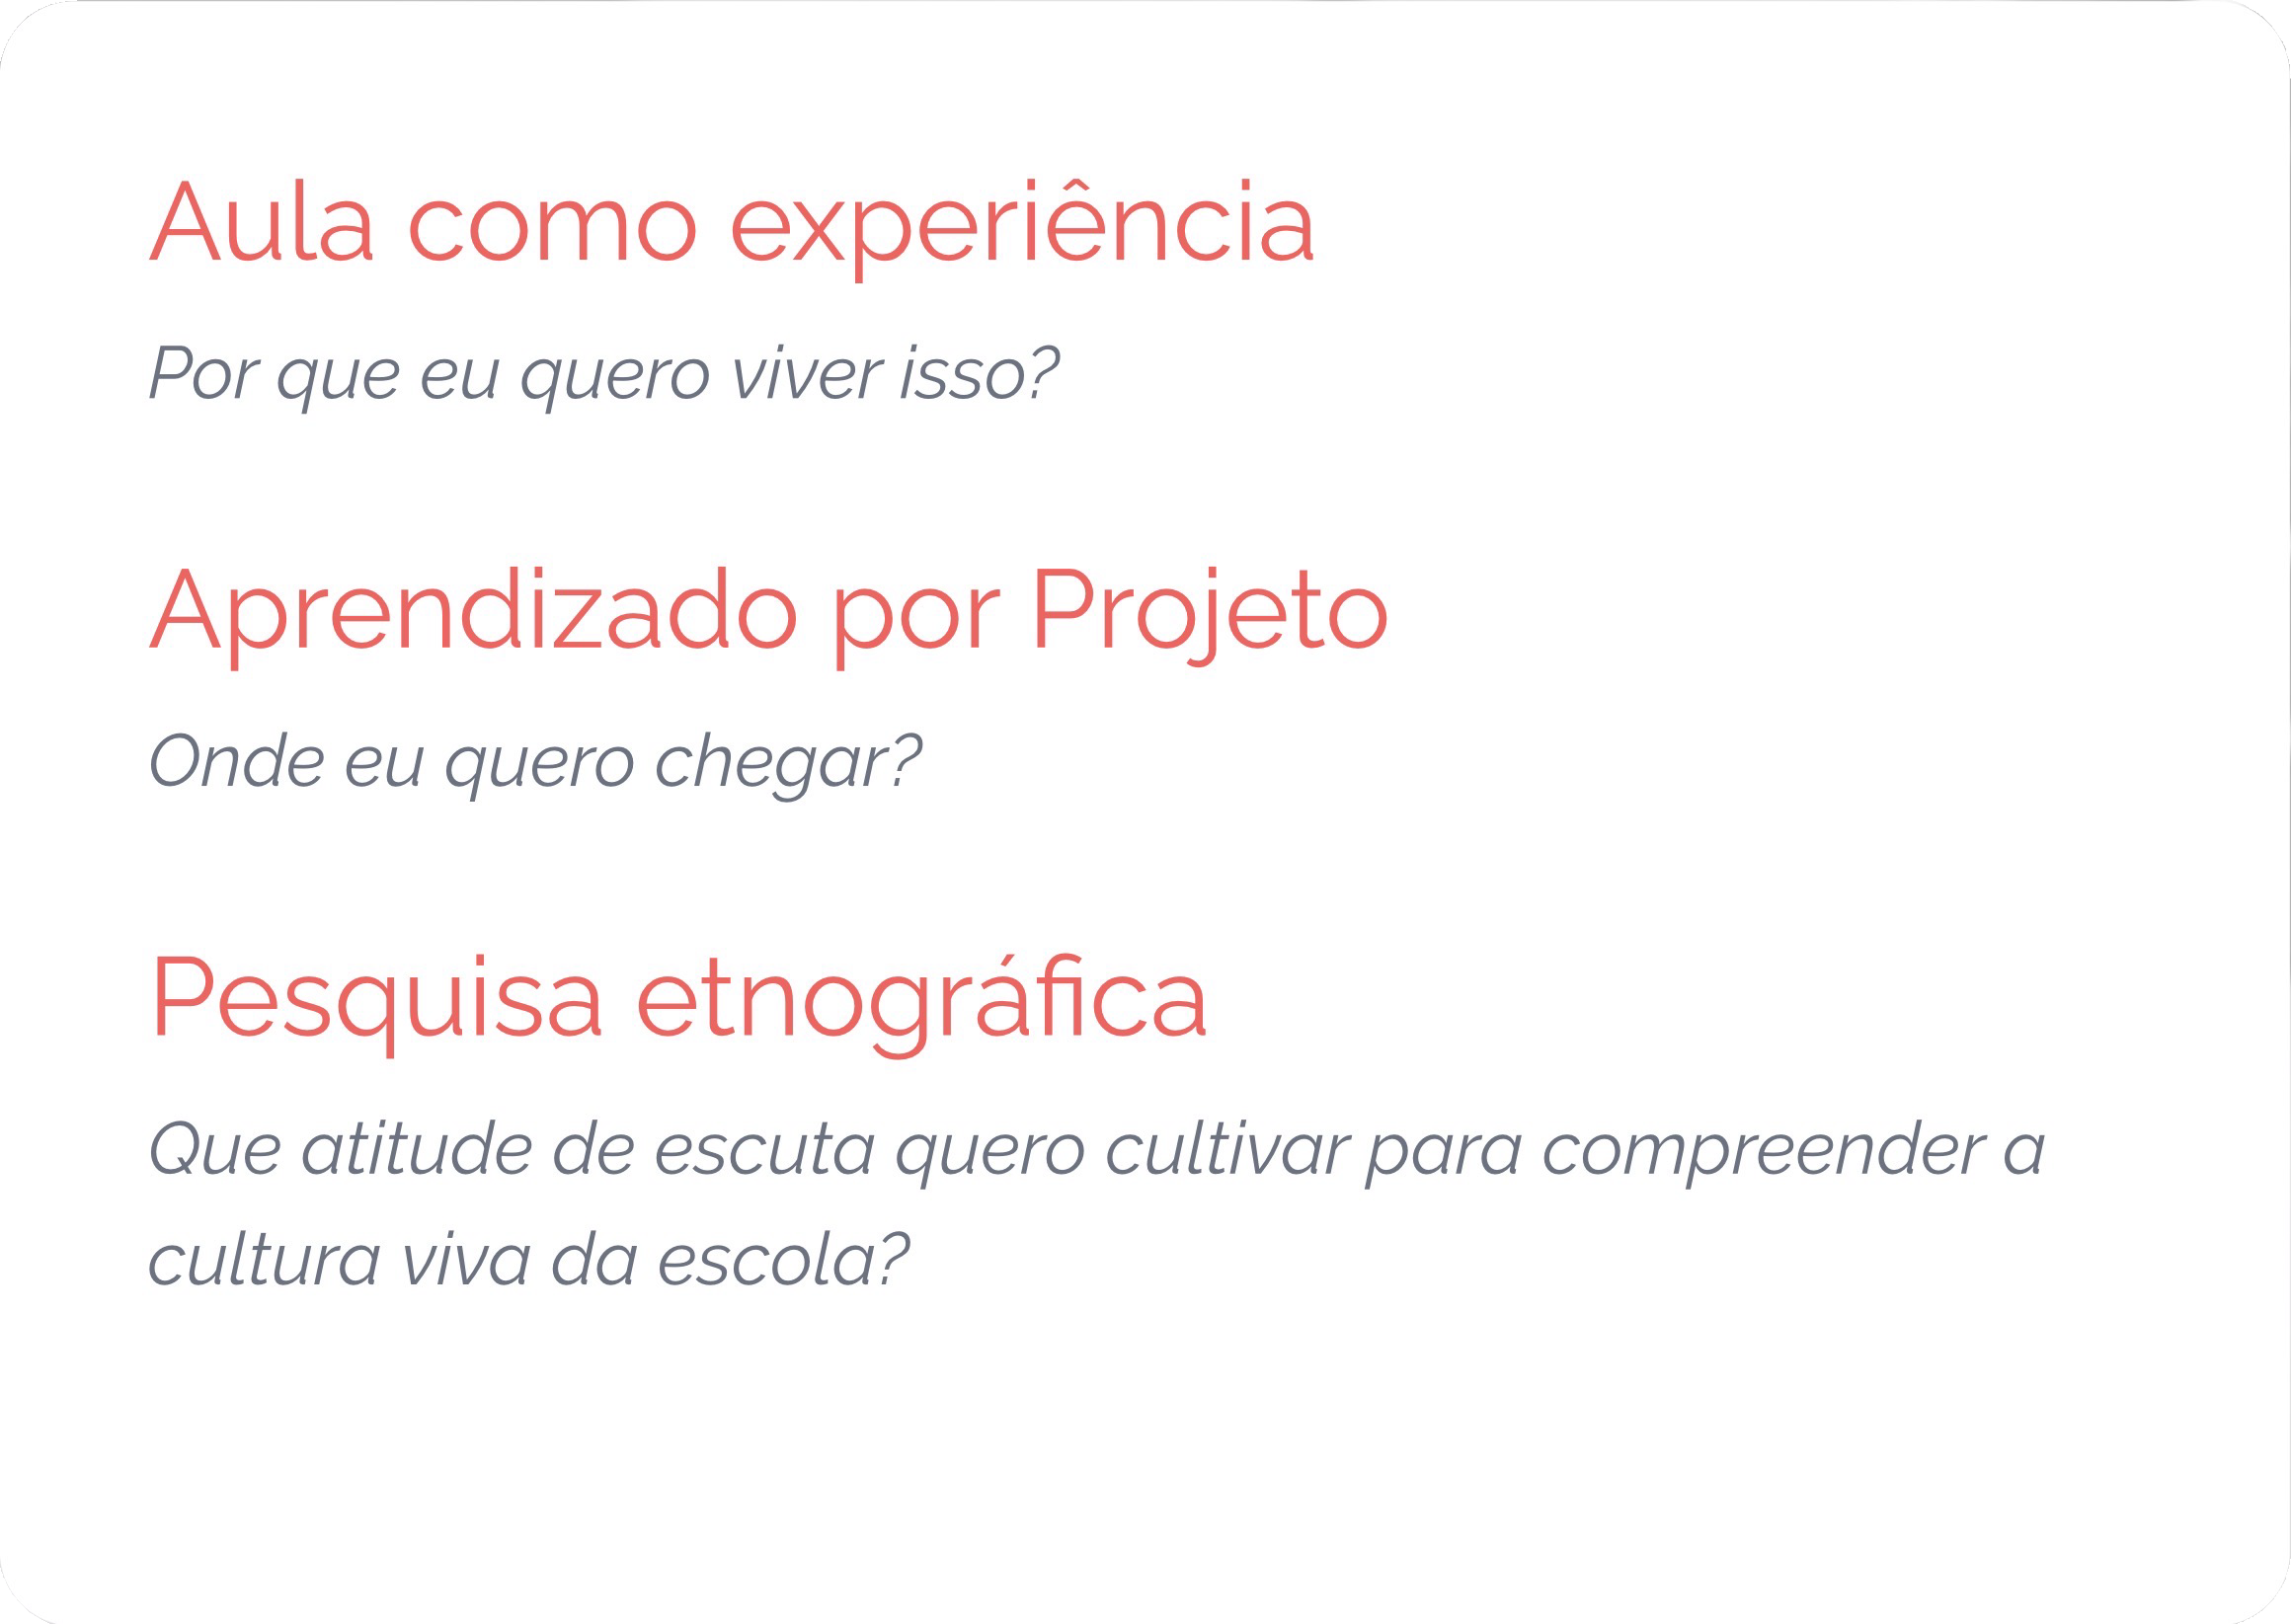 Aula como experiência
Por que eu quero viver isso?
Aprendizado por Projeto
Onde eu quero chegar?
Pesquisa etnográfica
Que atitude de escuta quero cultivar para compreender a
cultura viva da escola?